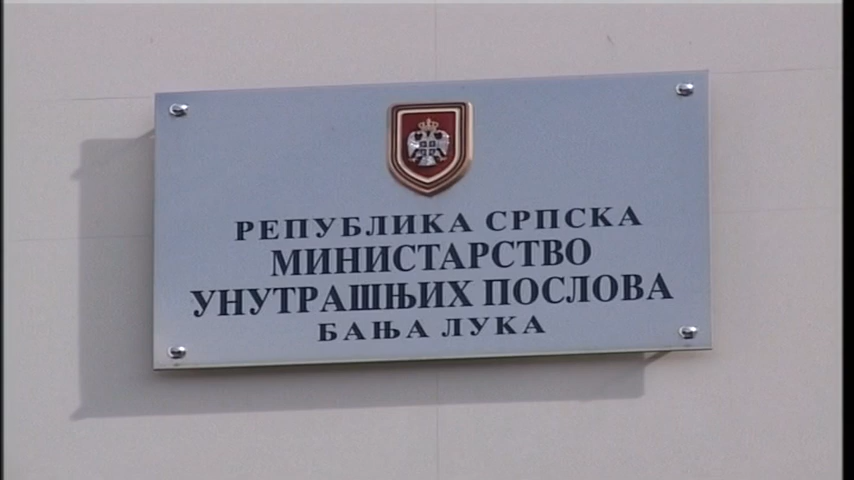 РЕПУБЛИКА СРПСКА
МИНИСТАРСТВО
УНУТРАШЊИХ ПОСЛОВА
БАЊА ЛУКА